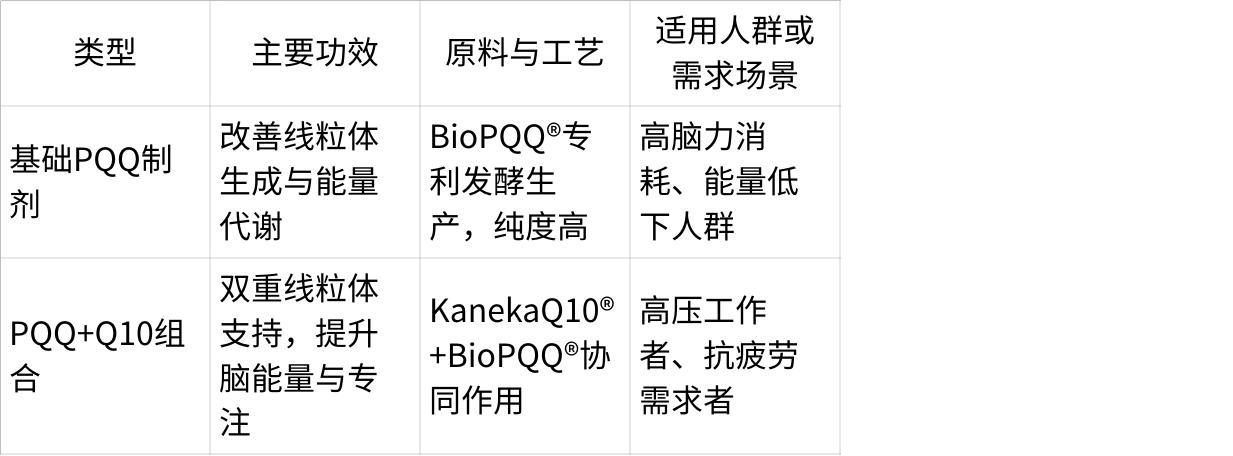 类型
主要功效
原料与工艺
适用人群或
需求场景
基础PQQ制
剂
改善线粒体
生成与能量
代谢
BioPQQ®专
利发酵生
产，纯度高
高脑力消
耗、能量低
下人群
PQQ+Q10组
合
双重线粒体
支持，提升
脑能量与专
注
KanekaQ10®
+BioPQQ®协
同作用
高压工作
者、抗疲劳
需求者